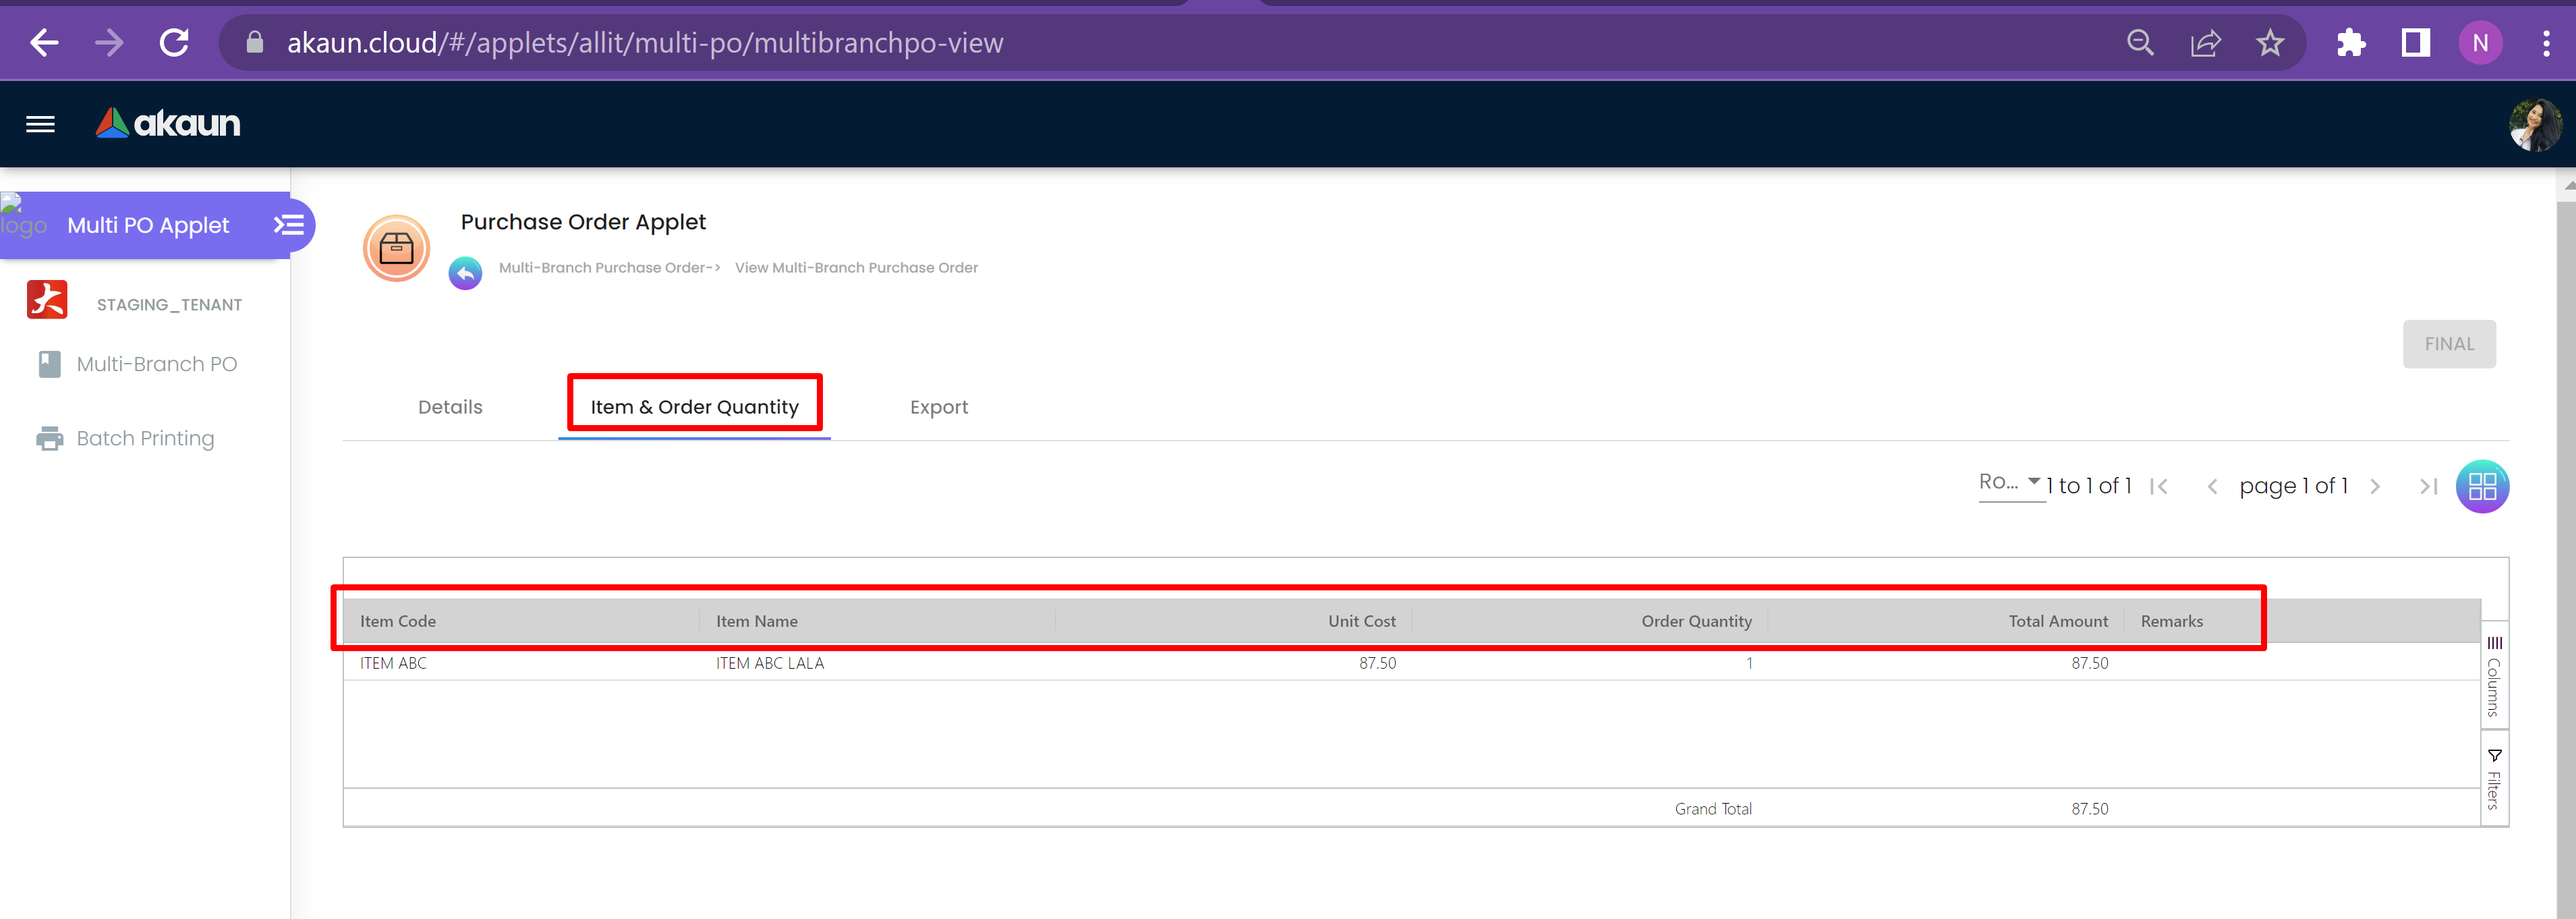 akaun.cloud/#/applets/allit/multi-po/multibranchpo-view
N
akaun
logo
Multi PO Applet
STAGING_TENANT
Multi-Branch PO
Batch Printing
Purchase Order Applet
Multi-Branch Purchase Order-> View Multi-Branch Purchase Order
FINAL
Details Item & Order Quantity Export
Ro... 1 to 1 of 1 page 1 of 1
Item Code Item Name Unit Cost Order Quantity Total Amount Remarks
ITEM ABC ITEM ABC LALA 87.50 1 87.50
Grand Total 87.50
Columns
Filters